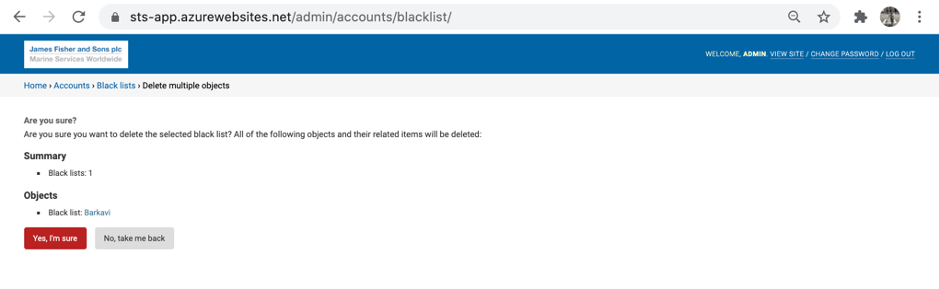 sts-app.azurewebsites.net/admin/accounts/blacklist/
James Fisher and Sons plc
Marine Services Worldwide
WELCOME, ADMIN. VIEW SITE / CHANGE PASSWORD / LOG OUT
Home › Accounts › Black lists › Delete multiple objects
Are you sure?
Are you sure you want to delete the selected black list? All of the following objects and their related items will be deleted:
Summary
Black lists: 1
Objects
Black list: Barkavi
Yes, I'm sure No, take me back